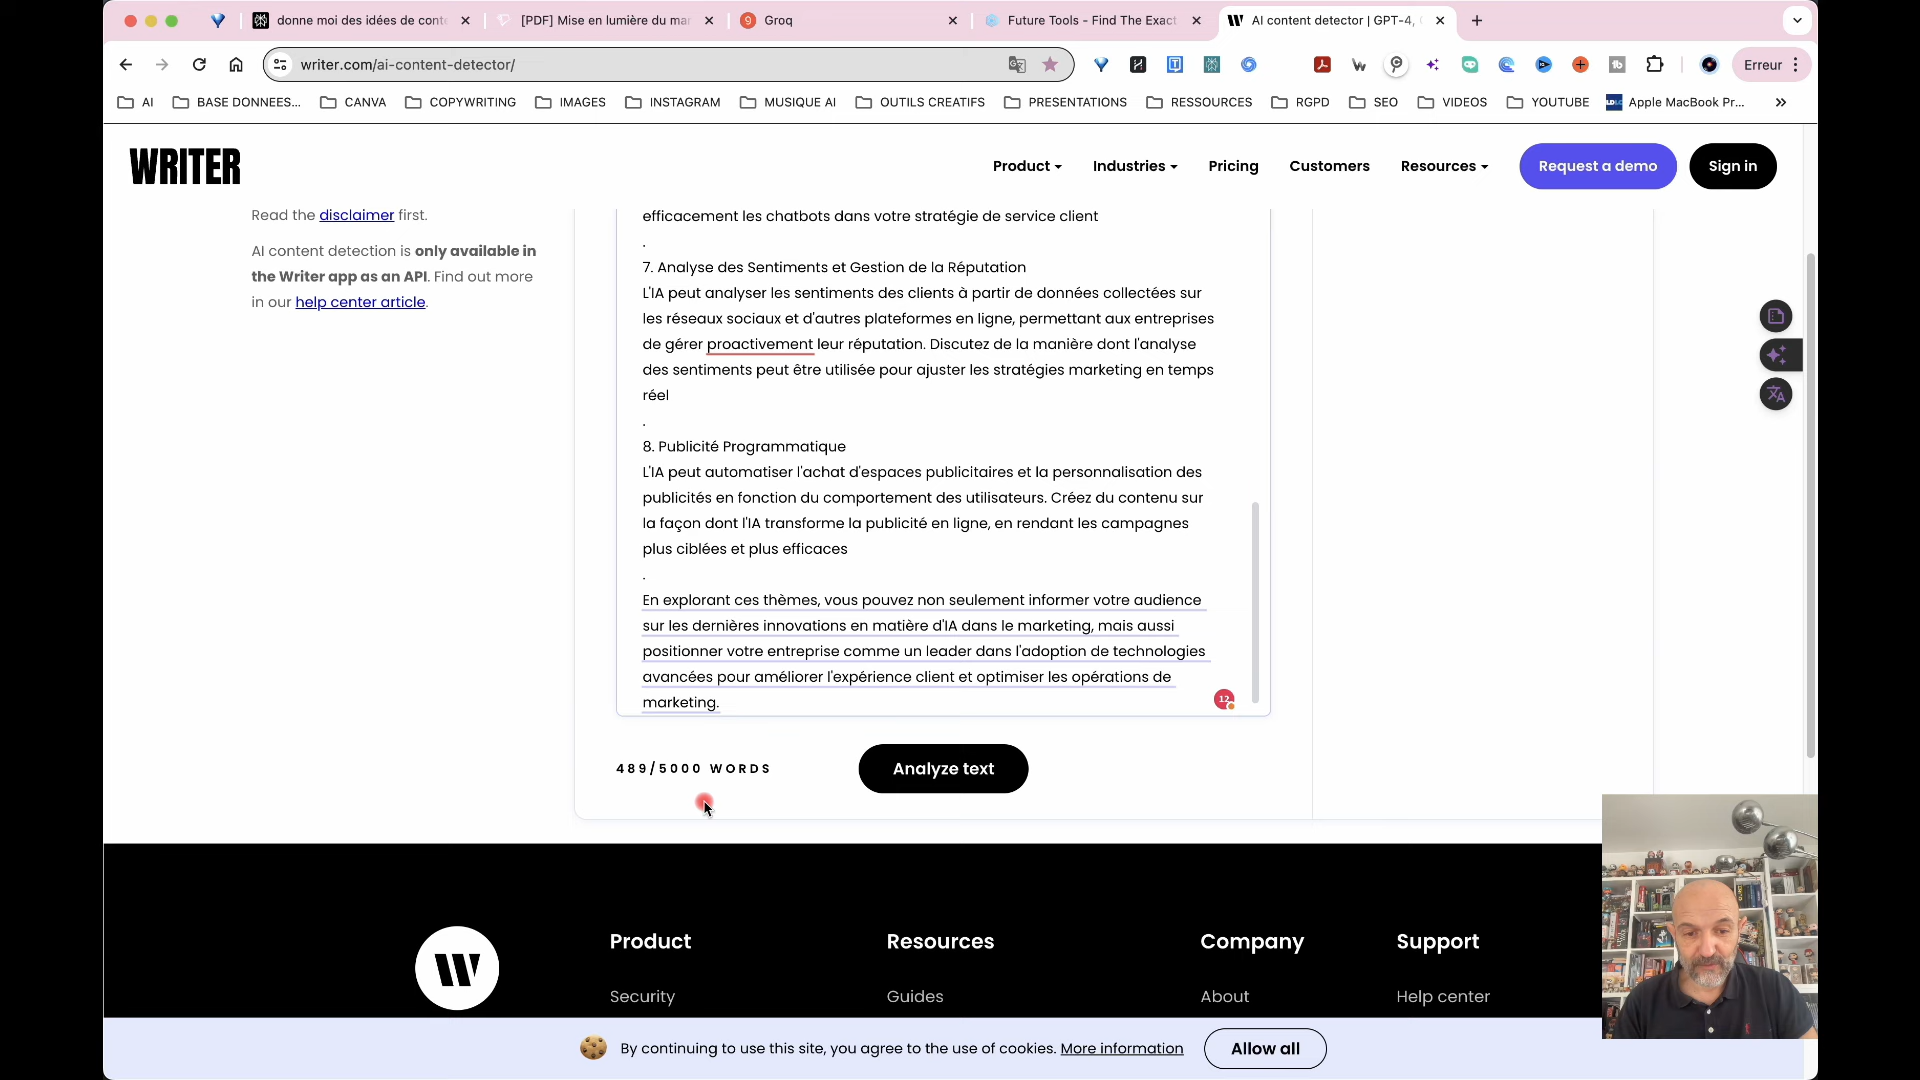 donne moi des idées de cont
[PDF] Mise en lumière du mar
Groq
Future Tools - Find The Exact
AI content detector | GPT-4,
writer.com/ai-content-detector/
Erreur
AI
BASE DONNEES...
CANVA
COPYWRITING
IMAGES
INSTAGRAM
MUSIQUE AI
OUTILS CREATIFS
PRESENTATIONS
RESSOURCES
RGPD
SEO
VIDEOS
YOUTUBE
Apple MacBook Pr...
WRITER
Product
Industries
Pricing
Customers
Resources
Request a demo
Sign in
Read the disclaimer first.
AI content detection is only available in
the Writer app as an API. Find out more
in our help center article.
efficacement les chatbots dans votre stratégie de service client
.
7. Analyse des Sentiments et Gestion de la Réputation
L'IA peut analyser les sentiments des clients à partir de données collectées sur
les réseaux sociaux et d'autres plateformes en ligne, permettant aux entreprises
de gérer proactivement leur réputation. Discutez de la manière dont l'analyse
des sentiments peut être utilisée pour ajuster les stratégies marketing en temps
réel
.
8. Publicité Programmatique
L'IA peut automatiser l'achat d'espaces publicitaires et la personnalisation des
publicités en fonction du comportement des utilisateurs. Créez du contenu sur
la façon dont l'IA transforme la publicité en ligne, en rendant les campagnes
plus ciblées et plus efficaces
.
En explorant ces thèmes, vous pouvez non seulement informer votre audience
sur les dernières innovations en matière d'IA dans le marketing, mais aussi
positionner votre entreprise comme un leader dans l'adoption de technologies
avancées pour améliorer l'expérience client et optimiser les opérations de
marketing.
12
489/5000 WORDS
Analyze text
Product
Resources
Company
Support
Security
Guides
About
Help center
By continuing to use this site, you agree to the use of cookies. More information
Allow all